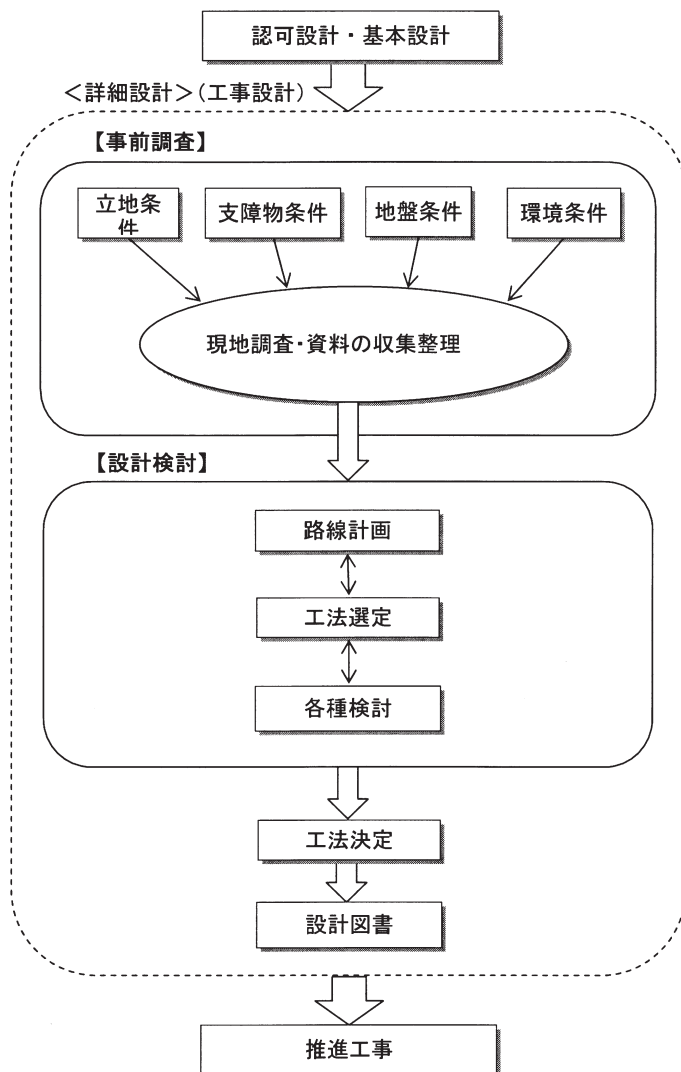 認可設計・基本設計
＜詳細設計＞(工事設計)
【事前調査】
立地条
件
支障物条件
地盤条件
環境条件
現地調査・資料の収集整理
【設計検討】
路線計画
工法選定
各種検討
工法決定
設計図書
推進工事